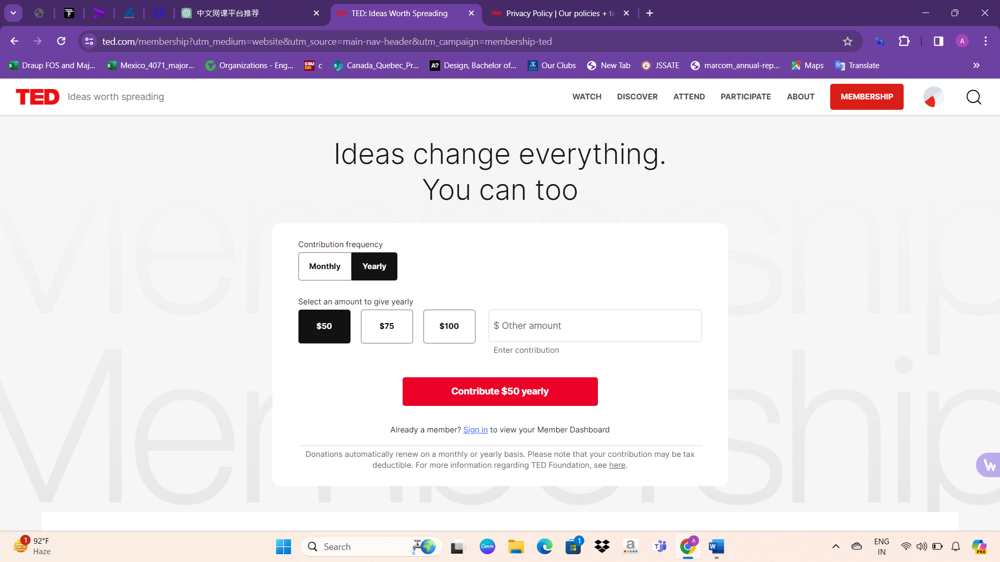 中文网课平台推荐
TED: Ideas Worth Spreading
Privacy Policy | Our policies + te
ted.com/membership?utm_medium=website&utm_source=main-nav-header&utm_campaign=membership-ted
A
Draup FOS and Maj...
Mexico_4071_major...
Organizations - Eng...
CSU DH
c
Canada_Quebec_Pr...
A?
Design, Bachelor of...
Our Clubs
New Tab
JSSATE
marcom_annual-rep...
Maps
Translate
TED Ideas worth spreading
WATCH
DISCOVER
ATTEND
PARTICIPATE
ABOUT
MEMBERSHIP
Ideas change everything.
You can too
Membership
Membership
Contribution frequency
Monthly
Yearly
Select an amount to give yearly
$50
$75
$100
$ Other amount
Enter contribution
Contribute $50 yearly
Already a member? Sign in to view your Member Dashboard
Donations automatically renew on a monthly or yearly basis. Please note that your contribution may be tax
deductible. For more information regarding TED Foundation, see here.
1
92°F
Haze
Search
Canva
1
a
A
W
ENG
IN
PRE